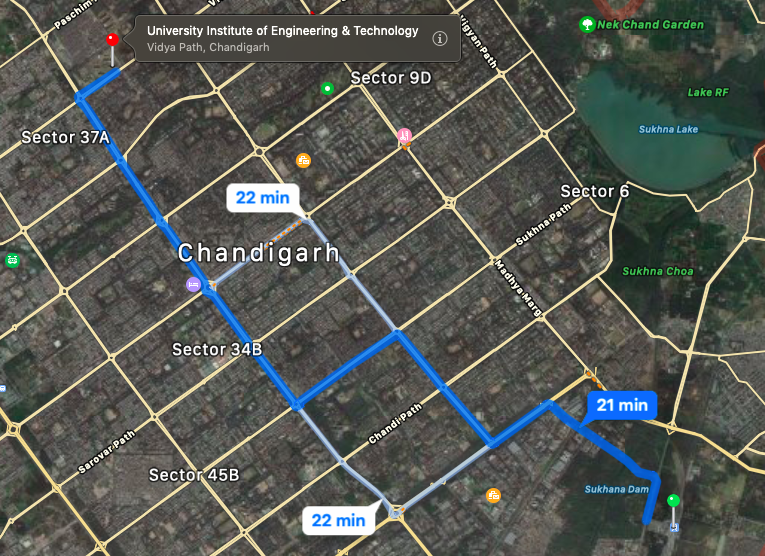 Paschim
University Institute of Engineering & Technology
Vidya Path, Chandigarh
Vigyan Path
Nek Chand Garden
Sector 9D
Lake RF
Sukhna Lake
Sector 37A
Sector 6
22 min
Sukhna Path
Chandigarh
Sukhna Choa
Madhya Marg
Sector 34B
21 min
Chandi Path
Sarovar Path
Sector 45B
Sukhana Dam
22 min